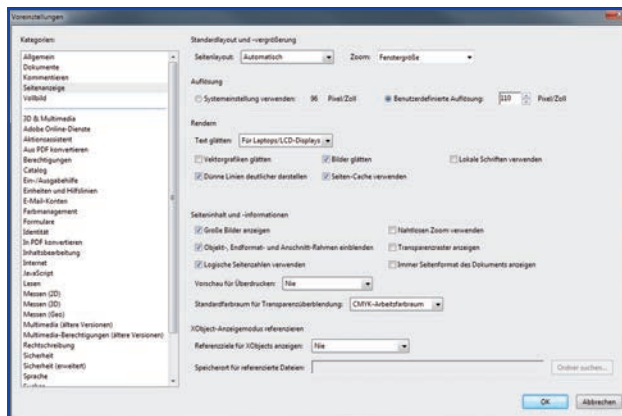 Voreinstellungen
Kategorien:
Allgemein
Dokumente
Kommentieren
Seitenanzeige
Vollbild
3D & Multimedia
Adobe Online-Dienste
Aktionsassistent
Aus PDF konvertieren
Berechtigungen
Catalog
Ein-/Ausgabehilfe
Einheiten und Hilfslinien
E-Mail-Konten
Farbmanagement
Formulare
Identität
In PDF konvertieren
Inhaltsbearbeitung
Internet
JavaScript
Lesen
Messen (2D)
Messen (3D)
Messen (Geo)
Multimedia (ältere Versionen)
Multimedia-Berechtigungen (ältere Versionen)
Rechtschreibung
Sicherheit
Sicherheit (erweitert)
Sprache
Suchen
Standardlayout und -vergrößerung
Seitenlayout: Automatisch Zoom: Fenstergröße
Auflösung
Systemeinstellung verwenden: 96 Pixel/Zoll Benutzerdefinierte Auflösung: 110 Pixel/Zoll
Rendern
Text glätten: Für Laptops/LCD-Displays
Vektorgrafiken glätten Bilder glätten Lokale Schriften verwenden
Dünne Linien deutlicher darstellen Seiten-Cache verwenden
Seiteninhalt und -informationen
Große Bilder anzeigen Nahtlosen Zoom verwenden
Objekt-, Endformat- und Anschnitt-Rahmen einblenden Transparenzraster anzeigen
Logische Seitenzahlen verwenden Immer Seitenformat des Dokuments anzeigen
Vorschau für Überdrucken: Nie
Standardfarbraum für Transparenzüberblendung: CMYK-Arbeitsfarbraum
XObject-Anzeigemodus referenzieren
Referenzziele für XObjects anzeigen: Nie
Speicherort für referenzierte Dateien: Ordner suchen...
OK Abbrechen